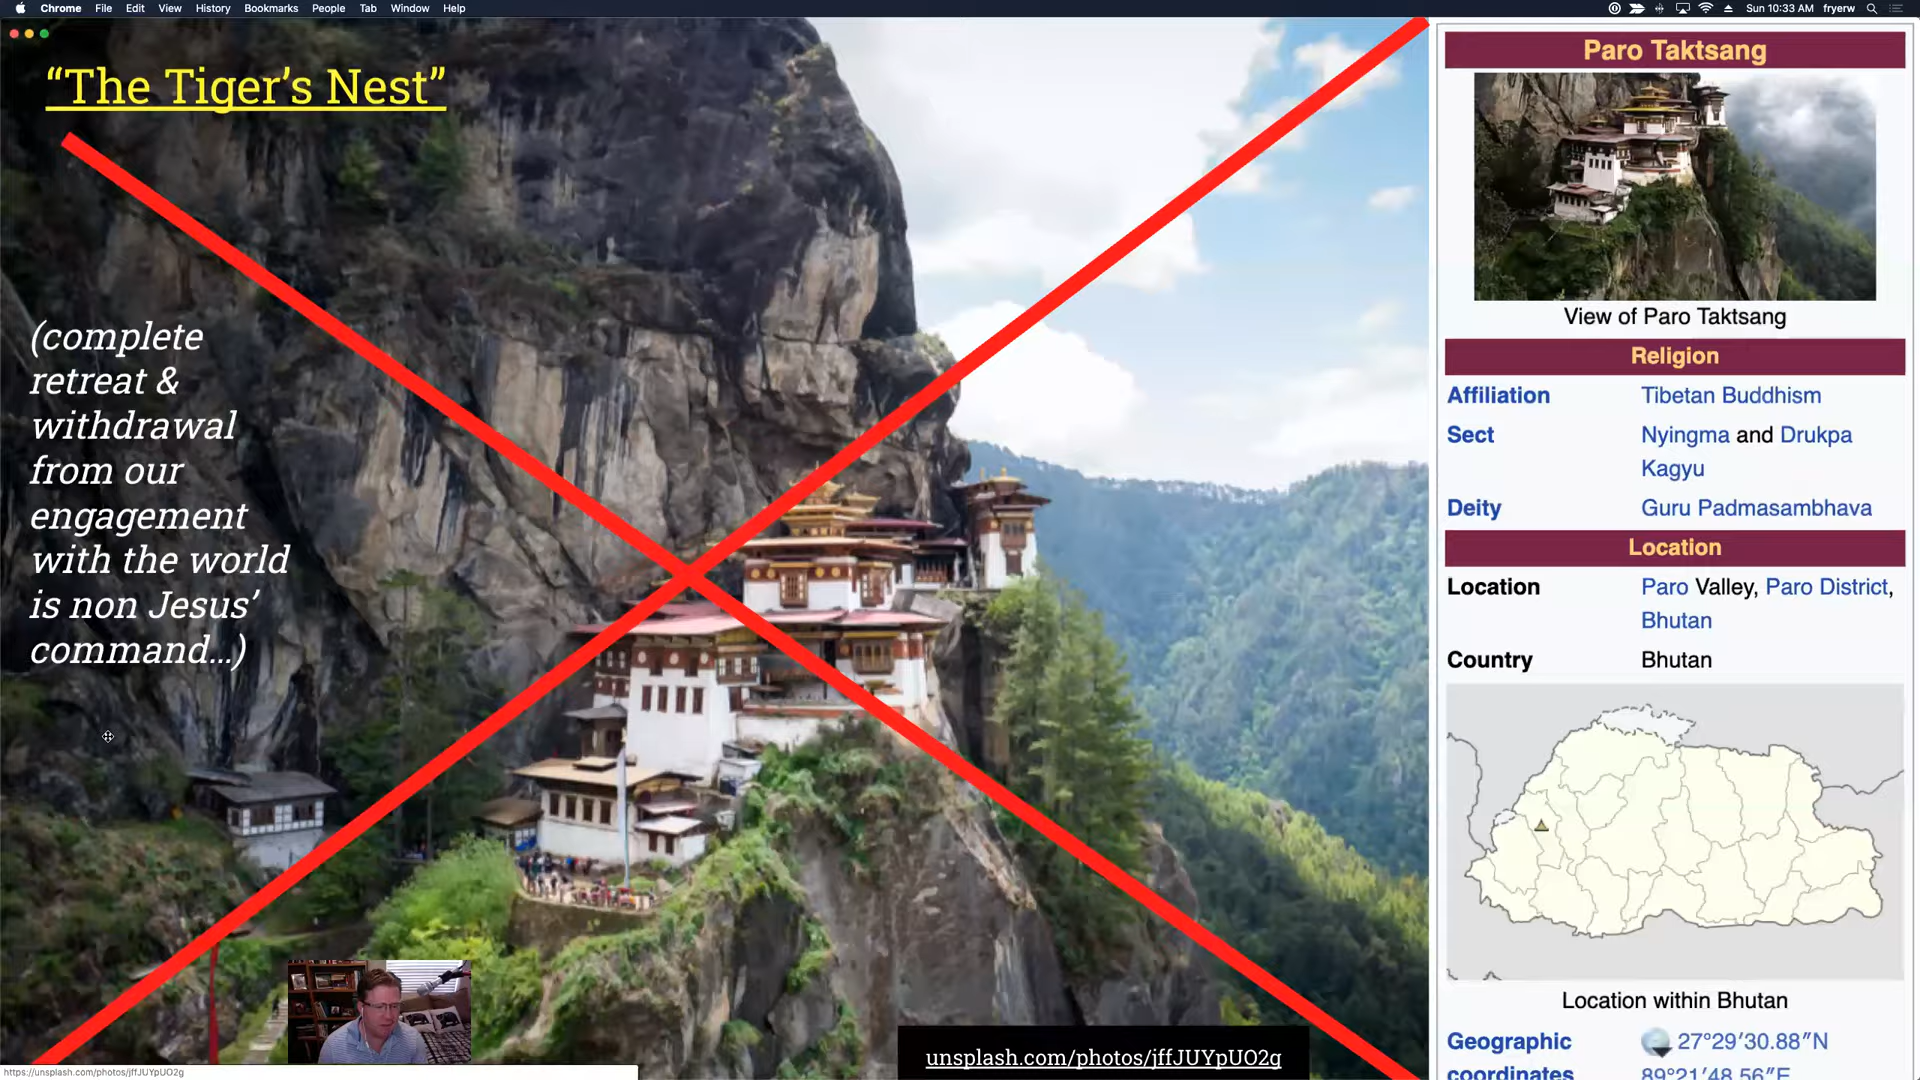 Chrome File Edit View History Bookmarks People Tab Window Help
Sun 10:33 AM fryerw
“The Tiger’s Nest”
(complete
retreat &
withdrawal
from our
engagement
with the world
is non Jesus’
command...)
unsplash.com/photos/jffJUYpUO2g
https://unsplash.com/photos/jffJUYpUO2g
Paro Taktsang
View of Paro Taktsang
Religion
Affiliation Tibetan Buddhism
Sect Nyingma and Drukpa
Kagyu
Deity Guru Padmasambhava
Location
Location Paro Valley, Paro District,
Bhutan
Country Bhutan
Location within Bhutan
Geographic 27°29′30.88″N
coordinates 89°21′48.56″E